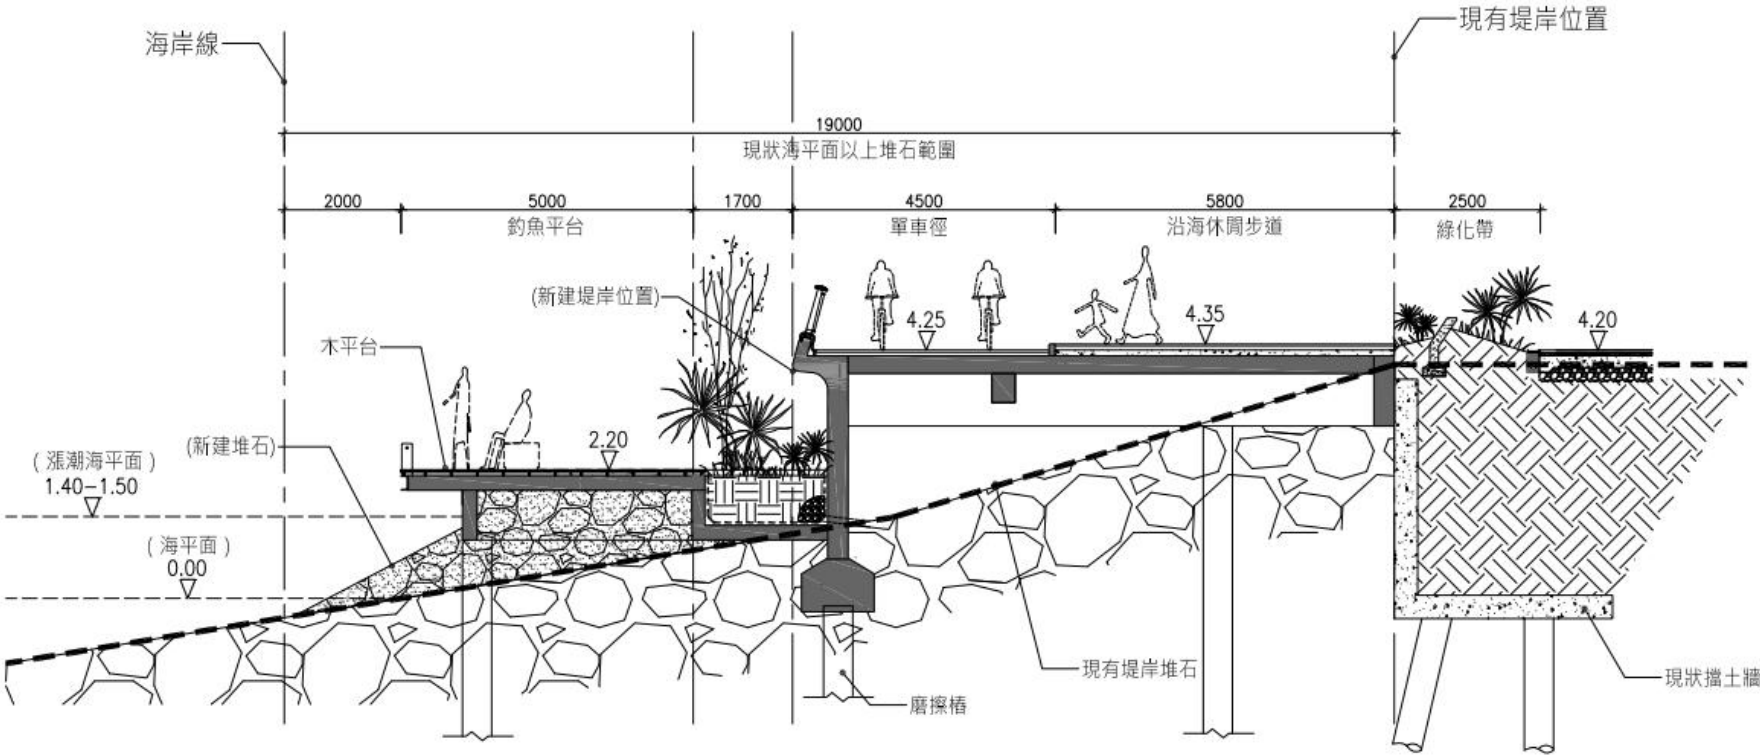 現有堤岸位置
海岸線
19000
現狀海平面以上堆石範圍
2000
5000
1700
4500
5800
2500
釣魚平台
單車徑
沿海休閒步道
綠化帶
(新建堤岸位置)
4.25
4.35
4.20
木平台
(新建堆石)
2.20
(漲潮海平面)
1.40-1.50
(海平面)
0.00
現有堤岸堆石
現狀擋土牆
磨擦樁